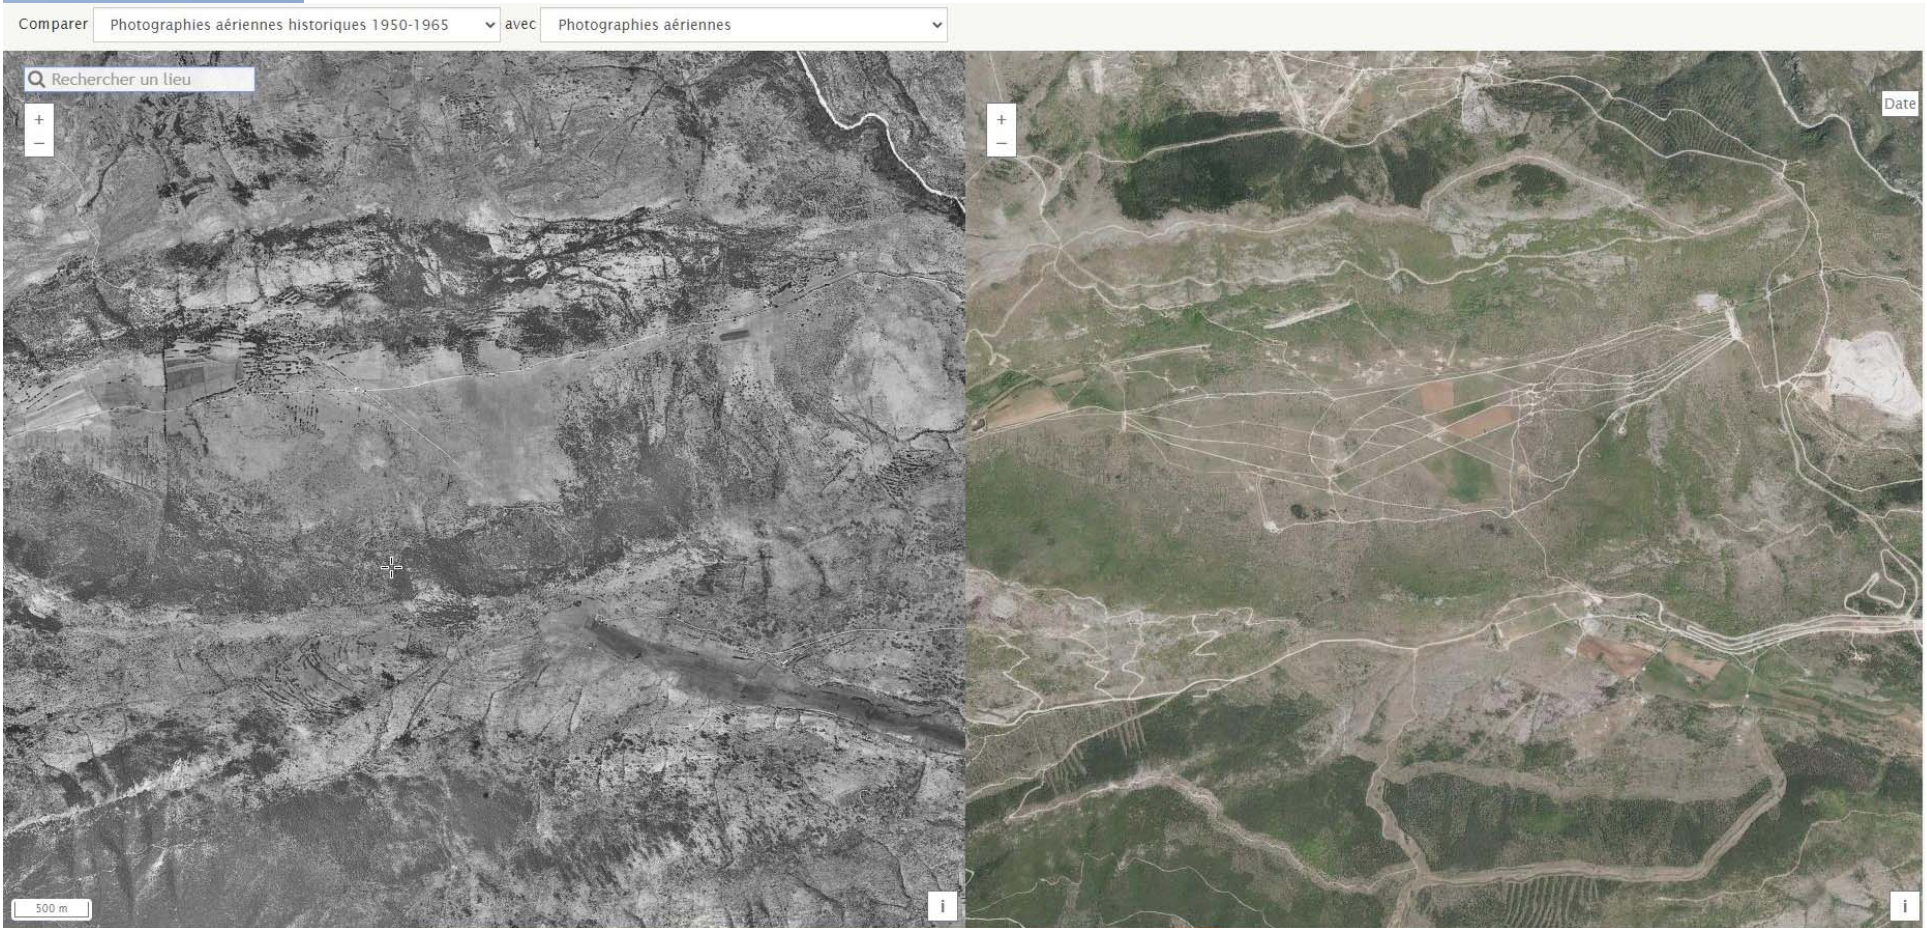 Comparer Photographies aériennes historiques 1950-1965 avec Photographies aériennes
Rechercher un lieu
+
−
+
−
Date
500 m
i
i